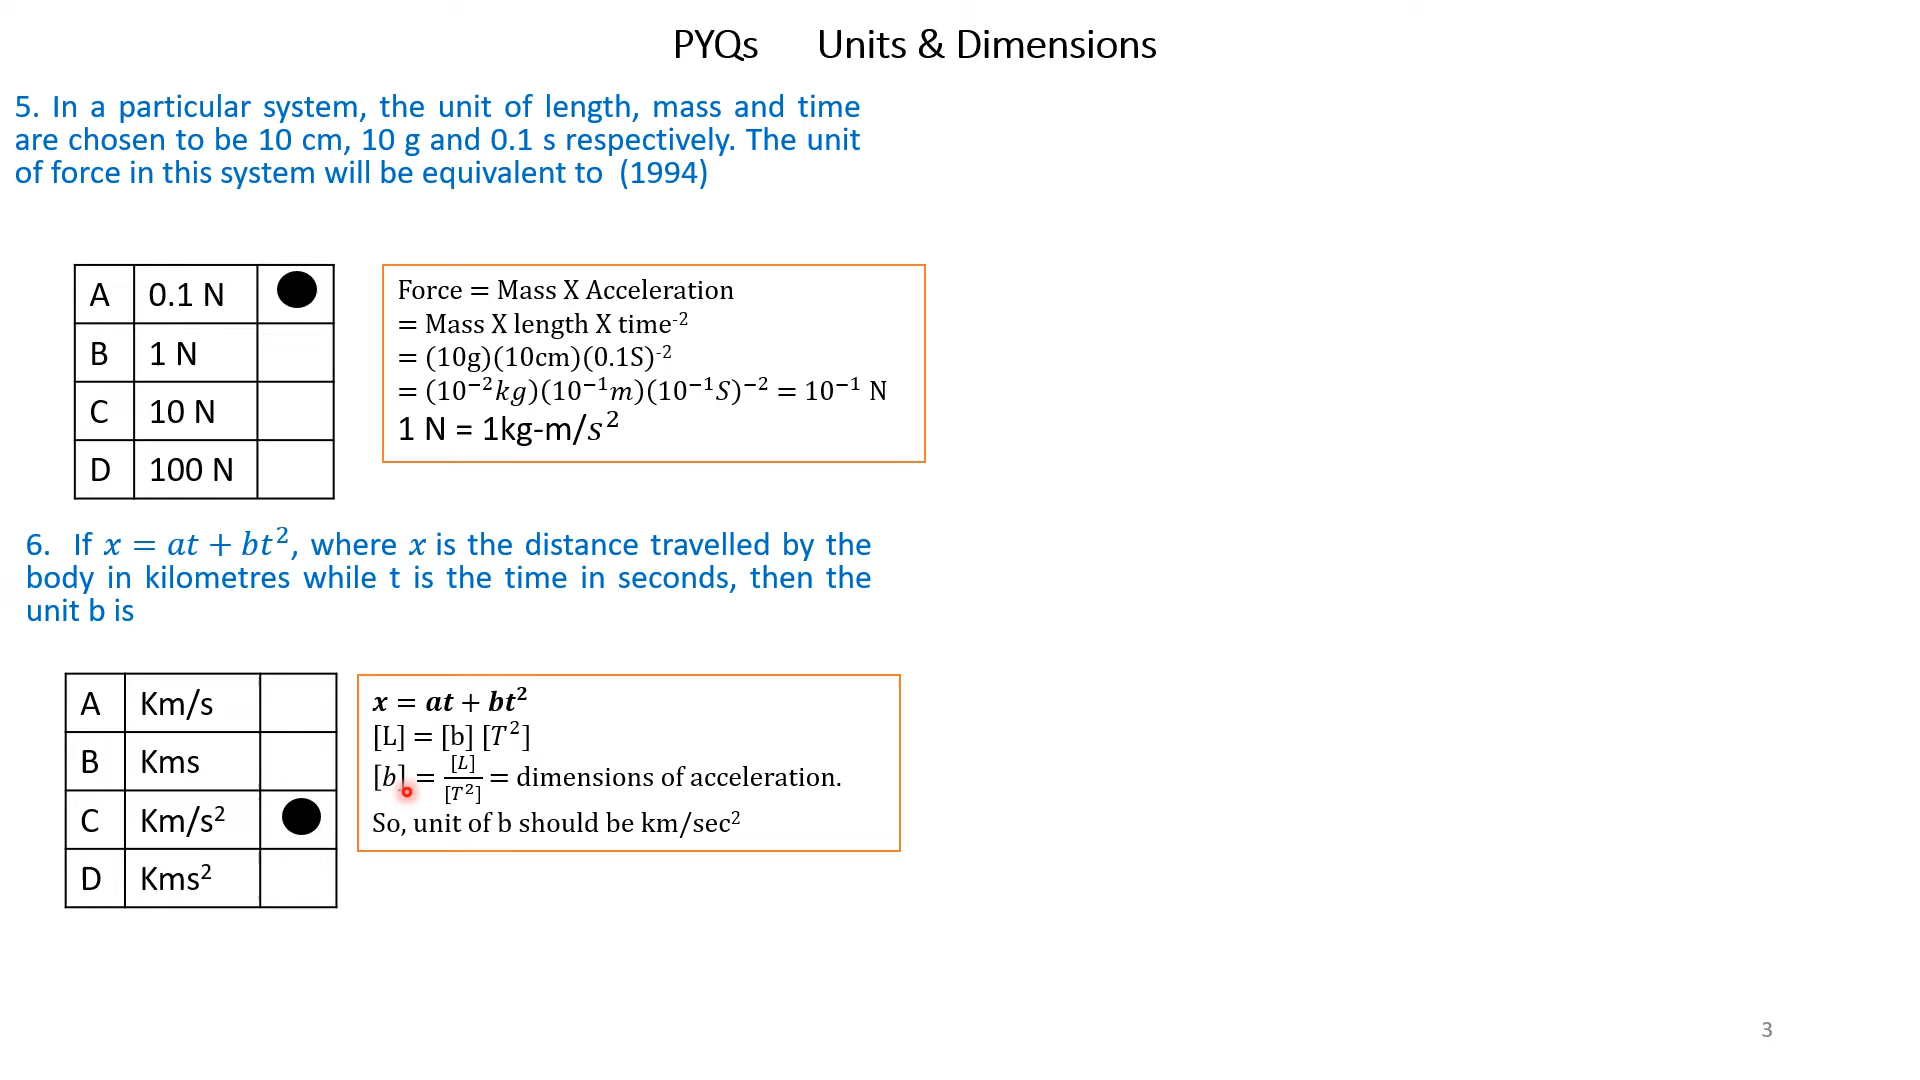 PYQs Units & Dimensions
5. In a particular system, the unit of length, mass and time
are chosen to be 10 cm, 10 g and 0.1 s respectively. The unit
of force in this system will be equivalent to (1994)
A 0.1 N
B 1 N
C 10 N
D 100 N
Force = Mass X Acceleration
= Mass X length X time⁻²
= (10g)(10cm)(0.1S)⁻²
= (10⁻²kg)(10⁻¹m)(10⁻¹S)⁻² = 10⁻¹ N
1 N = 1kg-m/s²
6. If x = at + bt², where x is the distance travelled by the
body in kilometres while t is the time in seconds, then the
unit b is
A Km/s
B Kms
C Km/s²
D Kms²
x = at + bt²
[L] = [b] [T²]
[b] = [L]/[T²] = dimensions of acceleration.
So, unit of b should be km/sec²
3